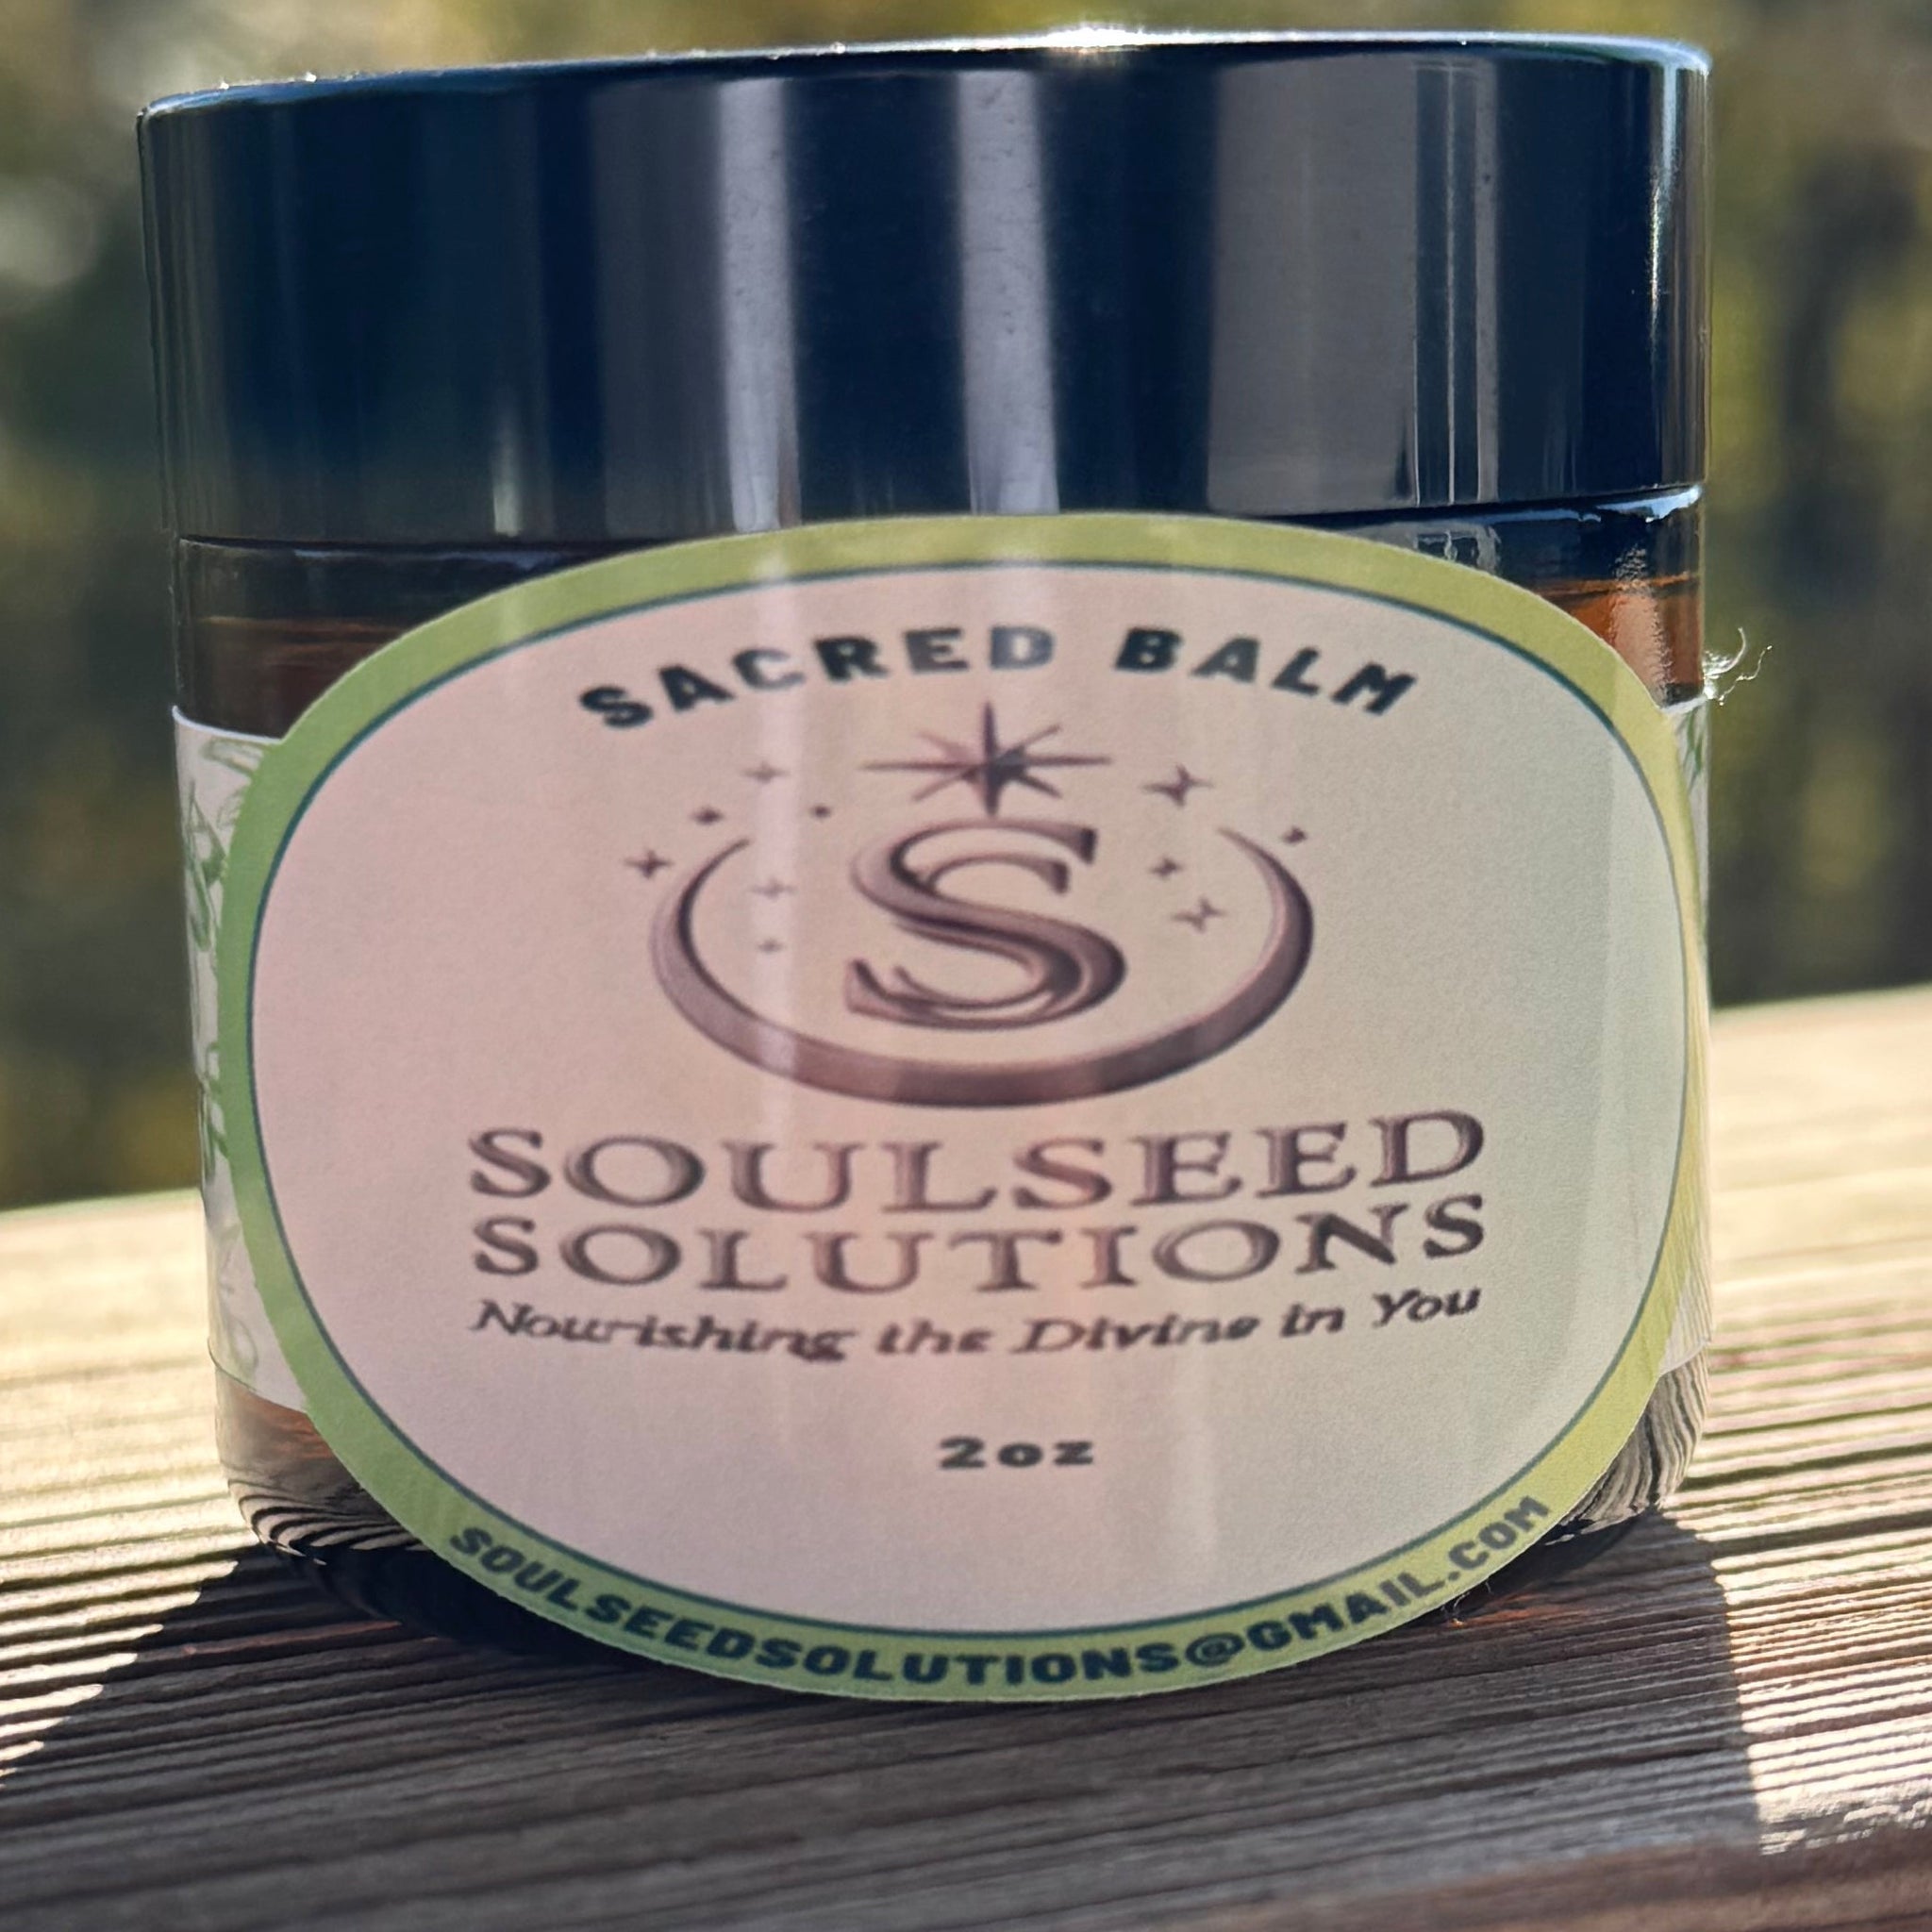 SACRED BALM
S
SOULSEED
SOLUTIONS
Nourishing the Divine in You
2oz
SOULSEEDSOLUTIONS@GMAIL.COM